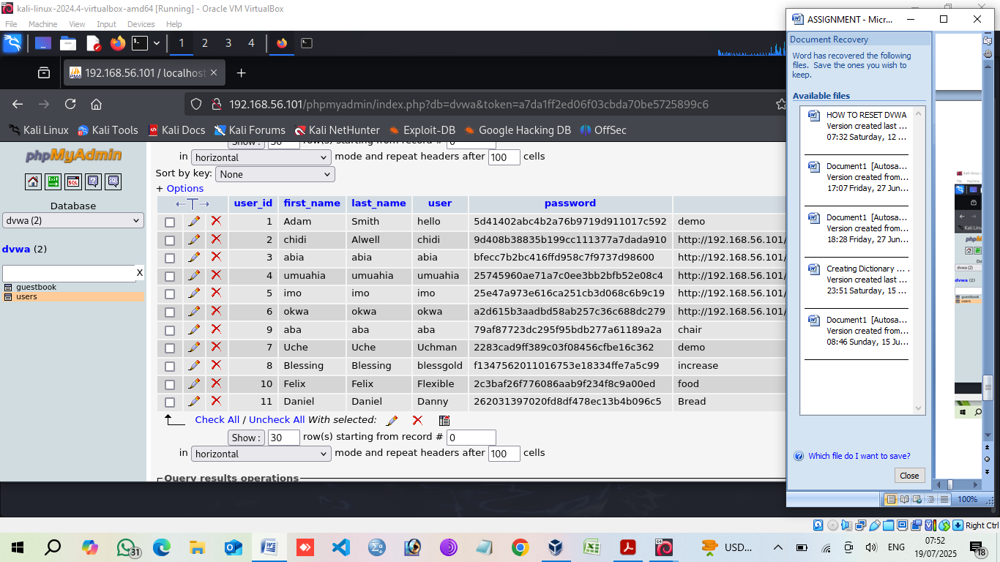 kali-linux-2024.4-virtualbox-amd64 [Running] - Oracle VM VirtualBox
File Machine View Input Devices Help
1 2 3 4
192.168.56.101 / localhost
192.168.56.101/phpmyadmin/index.php?db=dvwa&token=a7da1ff2ed06f03cbda70be5725899c6
Kali Linux Kali Tools Kali Docs Kali Forums Kali NetHunter Exploit-DB Google Hacking DB OffSec
phpMyAdmin
Database
dvwa (2)
dvwa (2)
X
guestbook
users
Show : 30 row(s) starting from record # 0
in horizontal mode and repeat headers after 100 cells
Sort by key: None
+ Options
user_id first_name last_name user password
1 Adam Smith hello 5d41402abc4b2a76b9719d911017c592 demo
2 chidi Alwell chidi 9d408b38835b199cc111377a7dada910 http://192.168.56.101/
3 abia abia abia bfecc7b2bc416ffd958c7f9737d98600 http://192.168.56.101/
4 umuahia umuahia umuahia 25745960ae71a7c0ee3bb2bfb52e08c4 http://192.168.56.101/
5 imo imo imo 25e47a973e616ca251cb3d068c6b9c19 http://192.168.56.101/
6 okwa okwa okwa a2d615b3aadbd58ab257c36c688dc279 http://192.168.56.101/
9 aba aba aba 79af87723dc295f95bdb277a61189a2a chair
7 Uche Uche Uchman 2283cad9ff389c03f08456cfbe16c362 demo
8 Blessing Blessing blessgold f1347562011016753e18334ffe7a5c99 increase
10 Felix Felix Flexible 2c3baf26f776086aab9f234f8c9a00ed food
11 Daniel Daniel Danny 262031397020fd8df478ec13b4b096c5 Bread
Check All / Uncheck All With selected:
Show : 30 row(s) starting from record # 0
in horizontal mode and repeat headers after 100 cells
Query results operations
ASSIGNMENT - Micr...
Document Recovery
Word has recovered the following
files. Save the ones you wish to
keep.
Available files
HOW TO RESET DVWA
Version created last ...
07:32 Saturday, 12 ...
Document1 [Autosa...
Version created from...
17:07 Friday, 27 Jun...
Document1 [Autosa...
Version created from...
18:28 Friday, 27 Jun...
Creating Dictionary ... .
Version created last ...
23:51 Saturday, 15 ...
Document1 [Autosa...
Version created from...
08:46 Sunday, 15 Ju...
Which file do I want to save?
Close
100%
Right Ctrl
31
USD...
ENG
07:52
19/07/2025
18